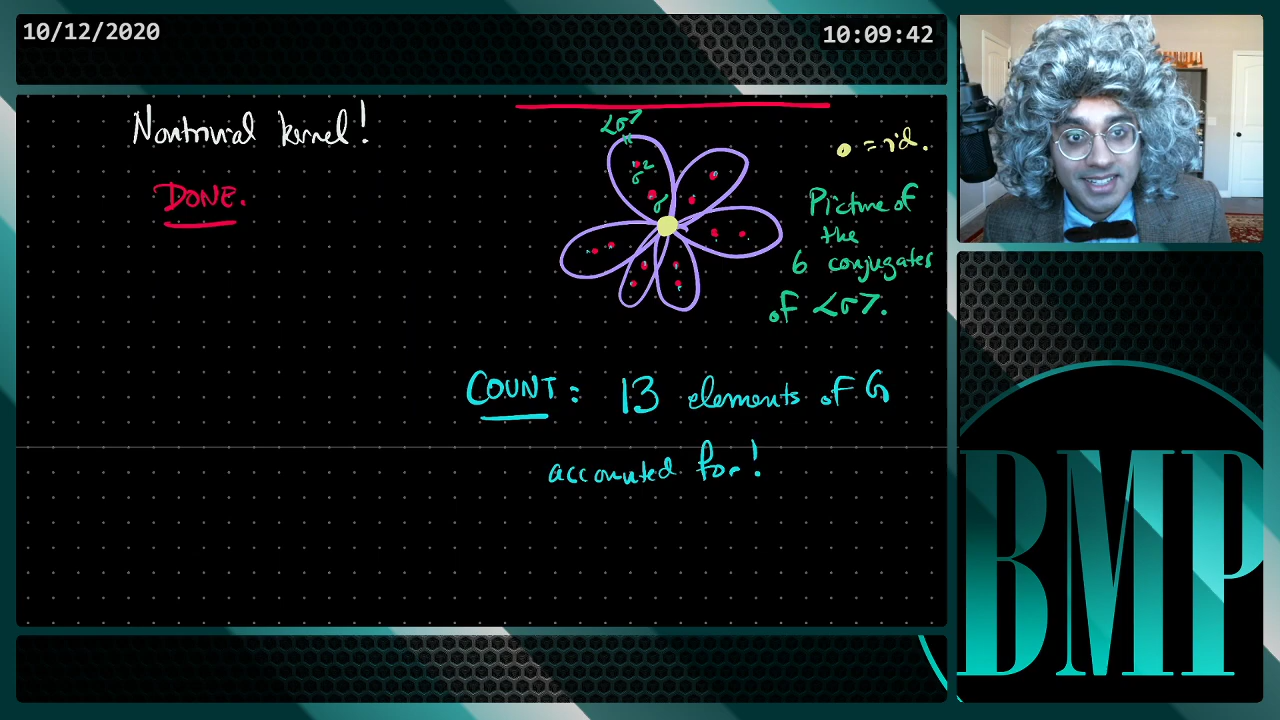 10/12/2020
10:09:42
Nontrivial kernel!
DONE.
<σ>
σ²
σ
= id.
Picture of
the
6 conjugates
of <σ>.
COUNT: 13 elements of G
accounted for!
BMP